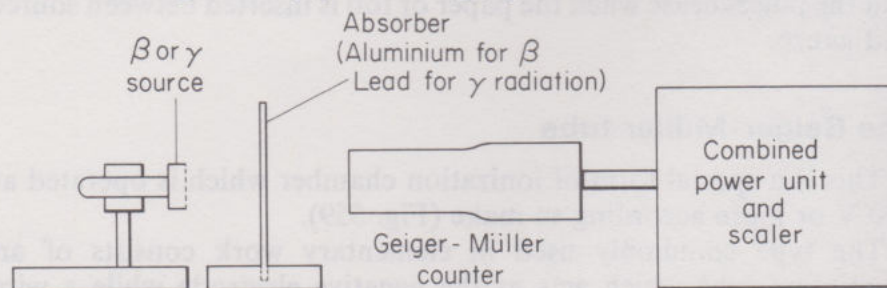 β or γ
source
Absorber
(Aluminium for β
Lead for γ radiation)
Geiger-Müller
counter
Combined
power unit
and
scaler